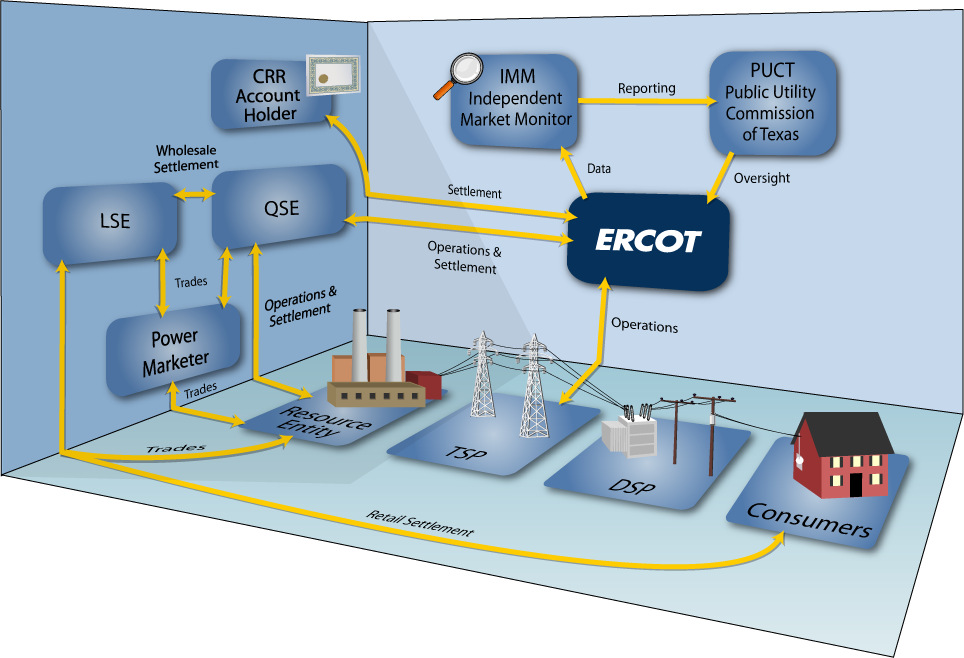 CRR
Account
Holder
IMM
Independent
Market Monitor
Reporting
PUCT
Public Utility
Commission
of Texas
Wholesale
Settlement
Data
Oversight
LSE
QSE
Settlement
ERCOT
Operations &
Settlement
Trades
Operations &
Settlement
Power
Marketer
Operations
Trades
Resource
Entity
Trades
TSP
DSP
Consumers
Retail Settlement